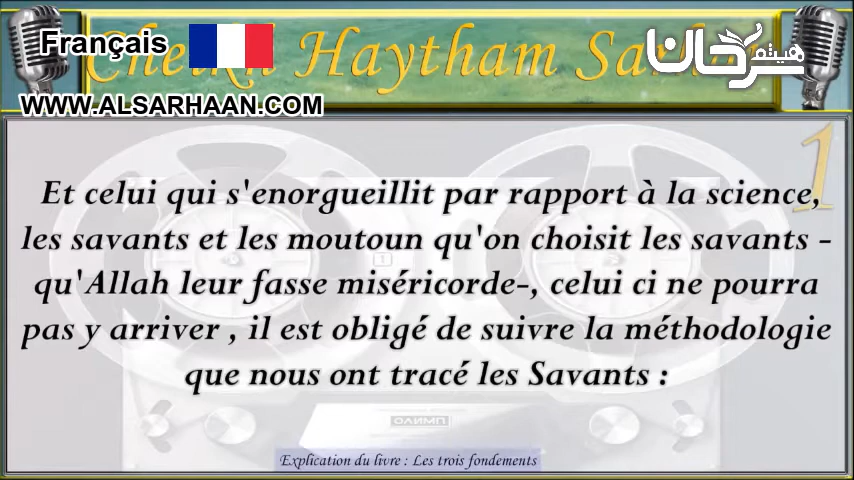 Français
Cheikh Haytham Sarhan
هيثم
سرحان
WWW.ALSARHAAN.COM
1
Et celui qui s'enorgueillit par rapport à la science,
les savants et les moutoun qu'on choisit les savants -
qu'Allah leur fasse miséricorde-, celui ci ne pourra
pas y arriver , il est obligé de suivre la méthodologie
que nous ont tracé les Savants :
Explication du livre : Les trois fondements